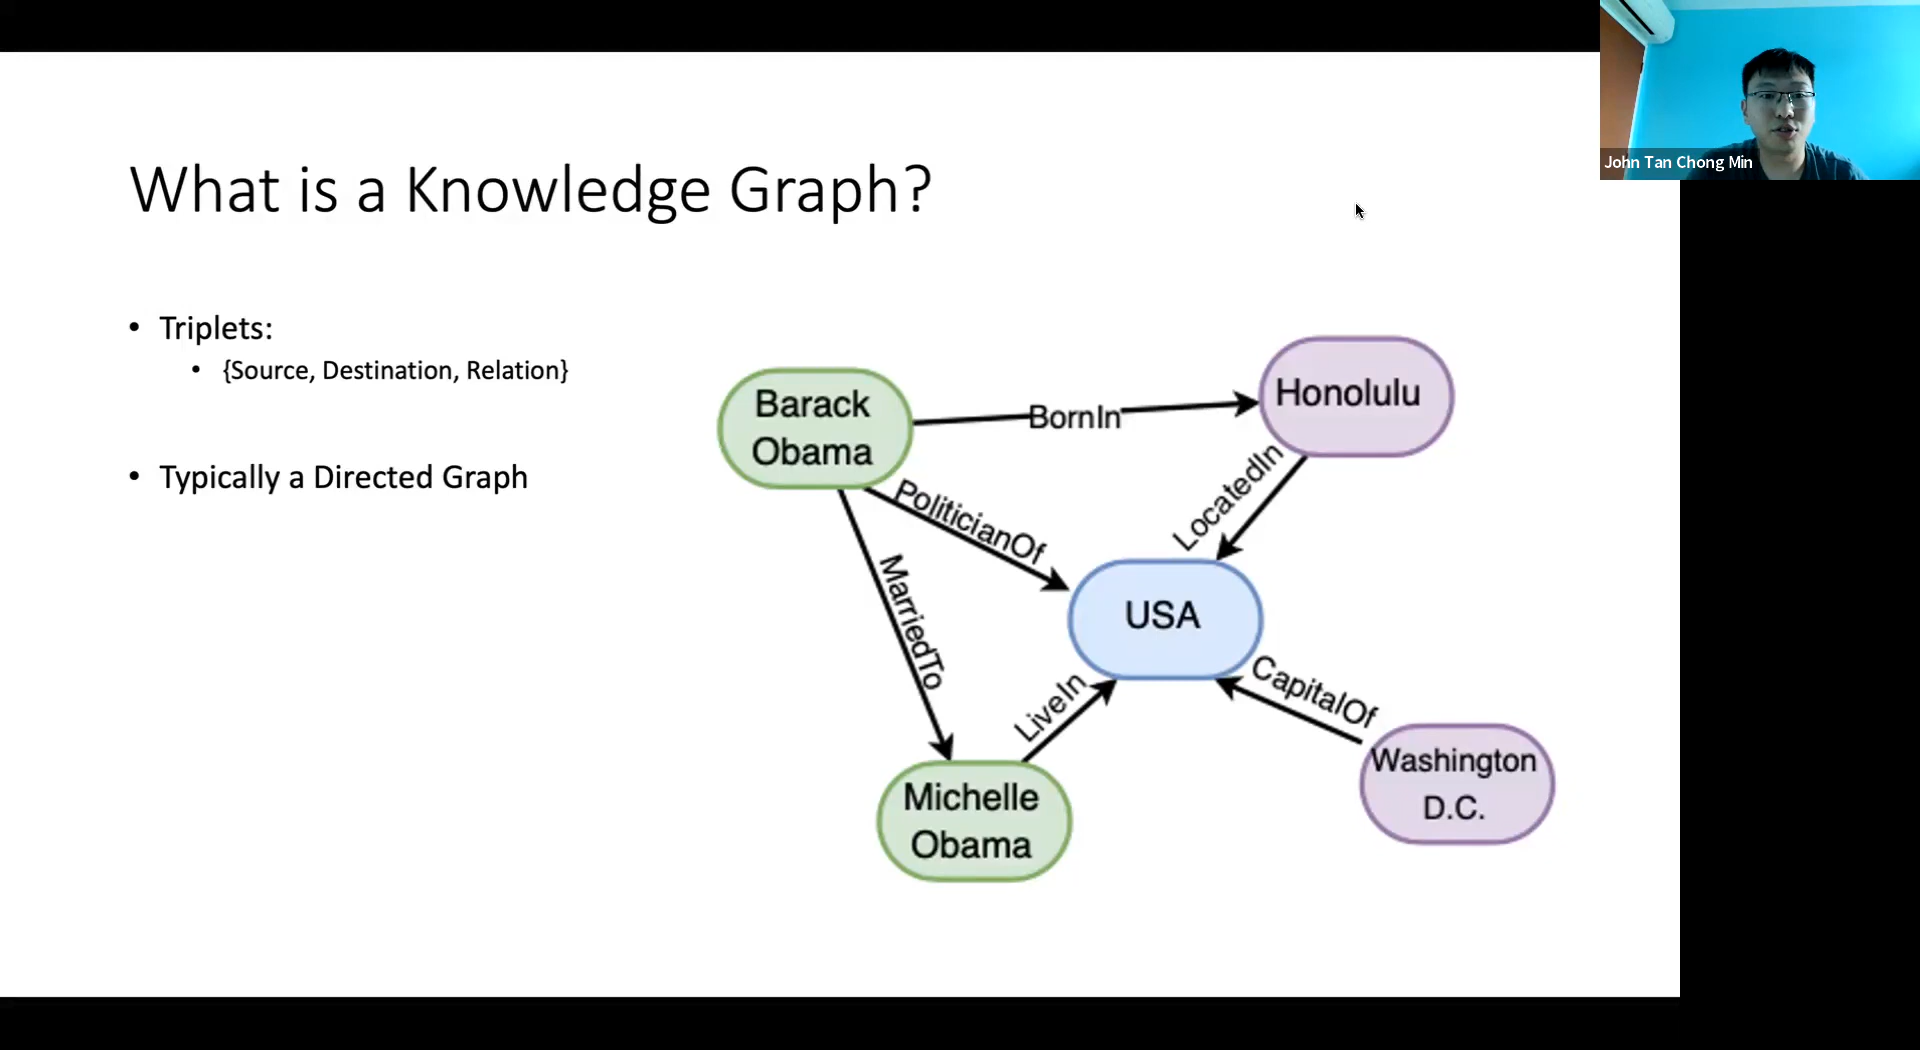 John Tan Chong Min
What is a Knowledge Graph?
• Triplets:
• {Source, Destination, Relation}
• Typically a Directed Graph
Barack
Obama
BornIn
Honolulu
PoliticianOf
LocatedIn
MarriedTo
USA
LiveIn
CapitalOf
Michelle
Obama
Washington
D.C.